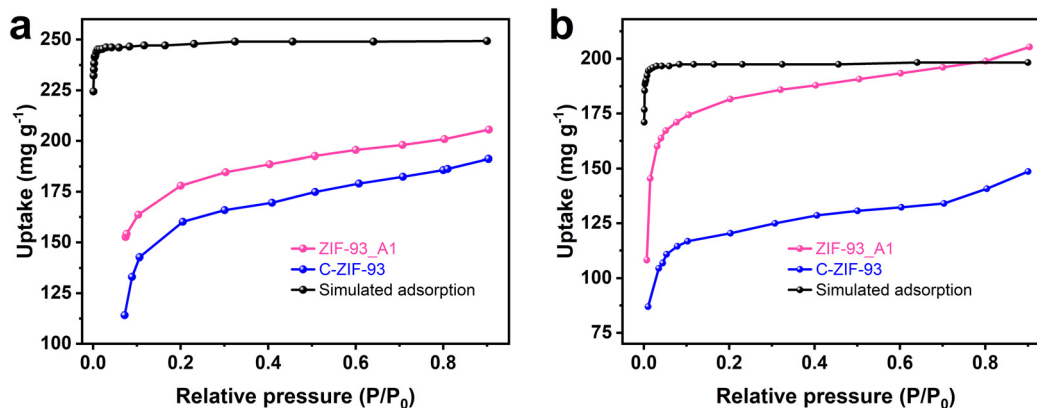 a
250
225
200
175
150
125
100
Uptake (mg g⁻¹)
ZIF-93_A1
C-ZIF-93
Simulated adsorption
0.0 0.2 0.4 0.6 0.8
Relative pressure (P/P₀)
b
200
175
150
125
100
75
Uptake (mg g⁻¹)
ZIF-93_A1
C-ZIF-93
Simulated adsorption
0.0 0.2 0.4 0.6 0.8
Relative pressure (P/P₀)